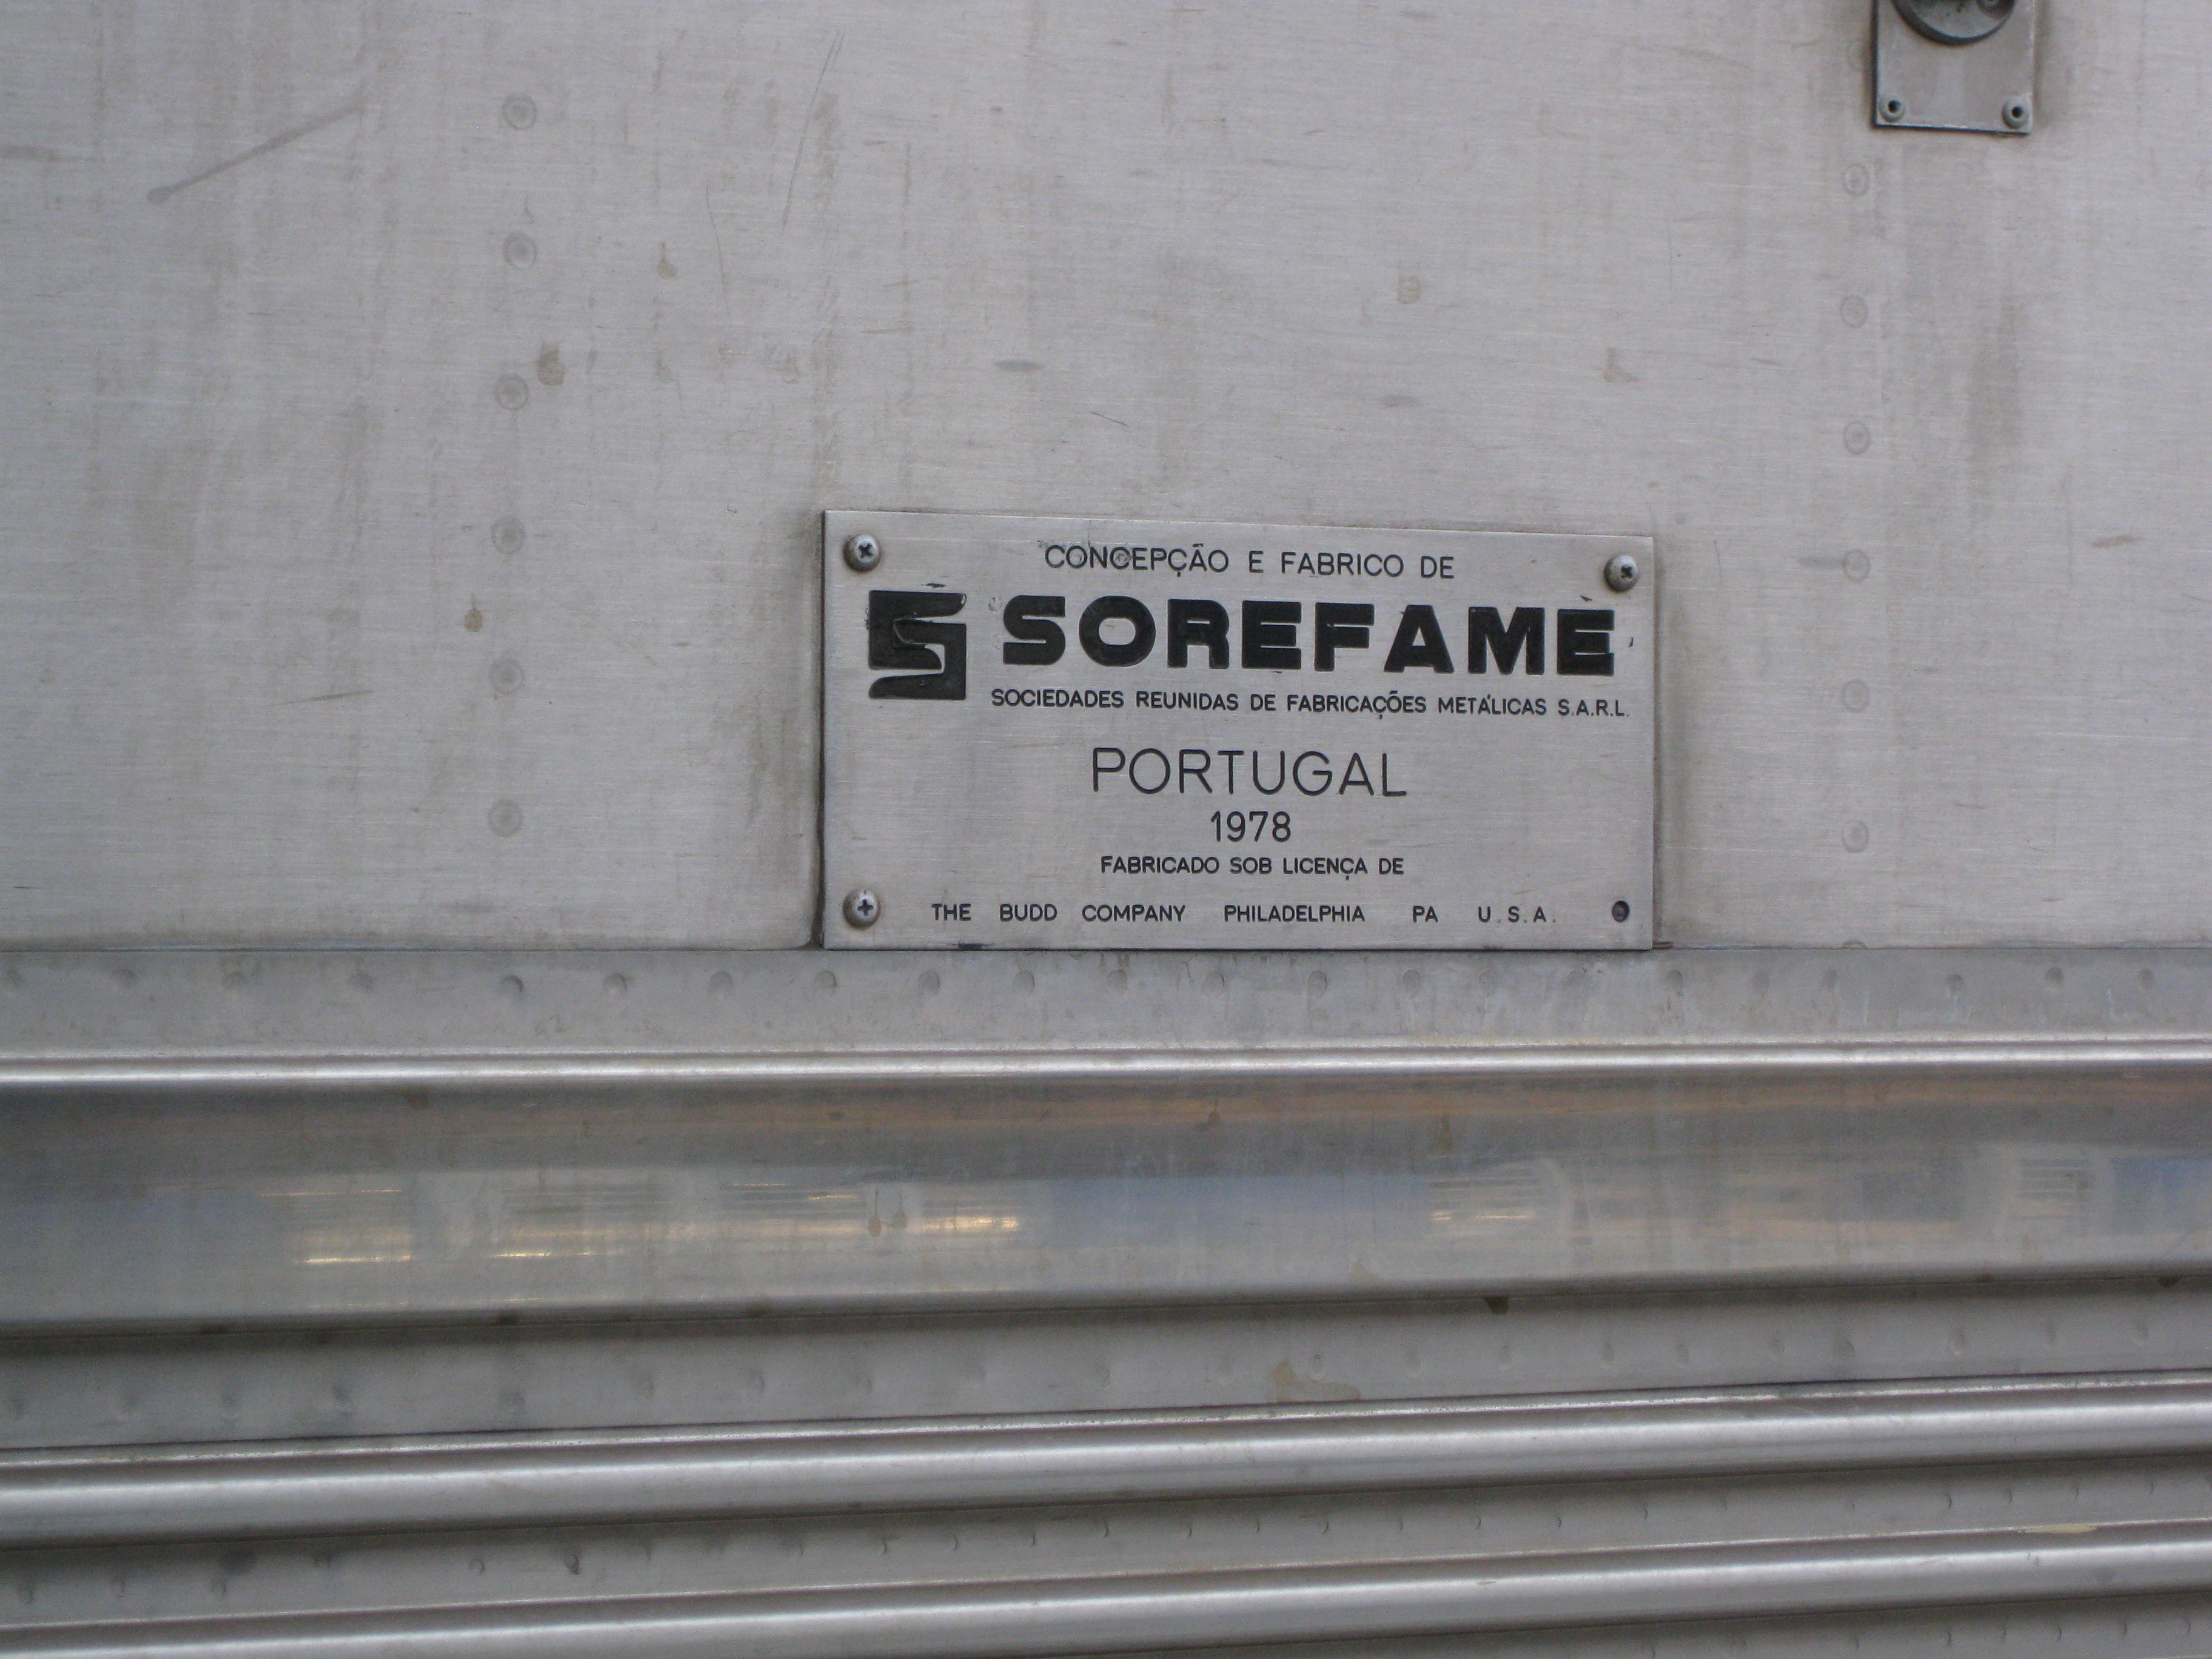 CONCEPÇÃO E FABRICO DE
SOREFAME
SOCIEDADES REUNIDAS DE FABRICAÇÕES METÁLICAS S.A.R.L.
PORTUGAL
1978
FABRICADO SOB LICENÇA DE
THE BUDD COMPANY PHILADELPHIA PA U.S.A.